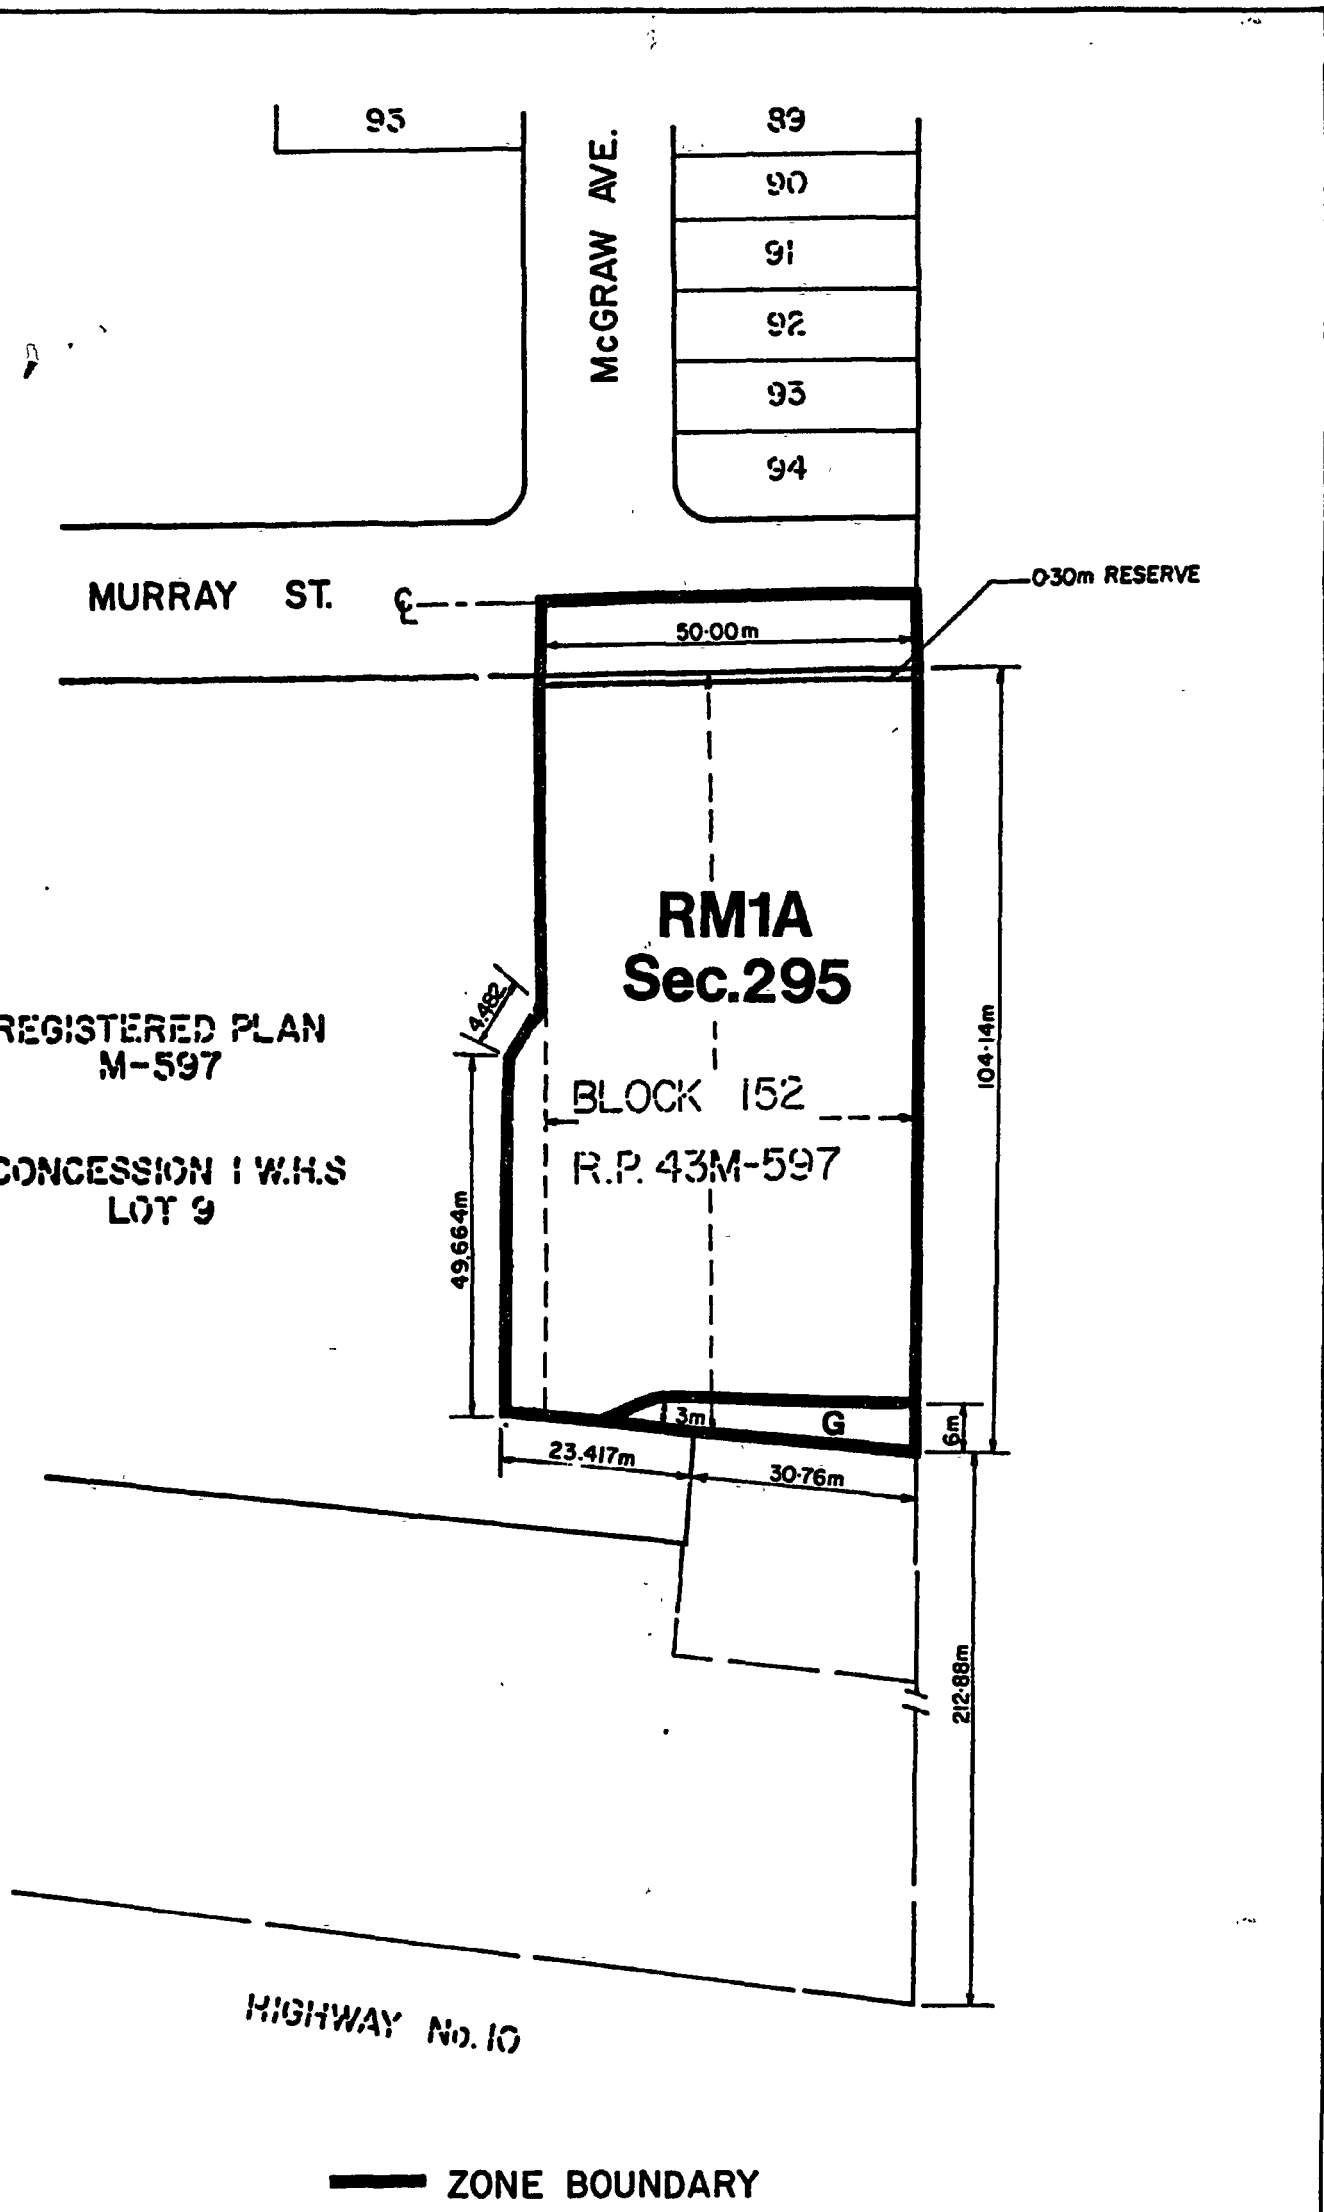 95
89
90
91
92
93
94
McGRAW AVE.
MURRAY ST. ℄
0·30m RESERVE
50·00m
RM1A
Sec.295
4.482
104·14m
REGISTERED PLAN
M-597
BLOCK 152
R.P. 43M-597
CONCESSION 1 W.H.S
LOT 9
49.664m
3m
G
6m
23.417m
30·76m
212·88m
HIGHWAY No. 10
ZONE BOUNDARY